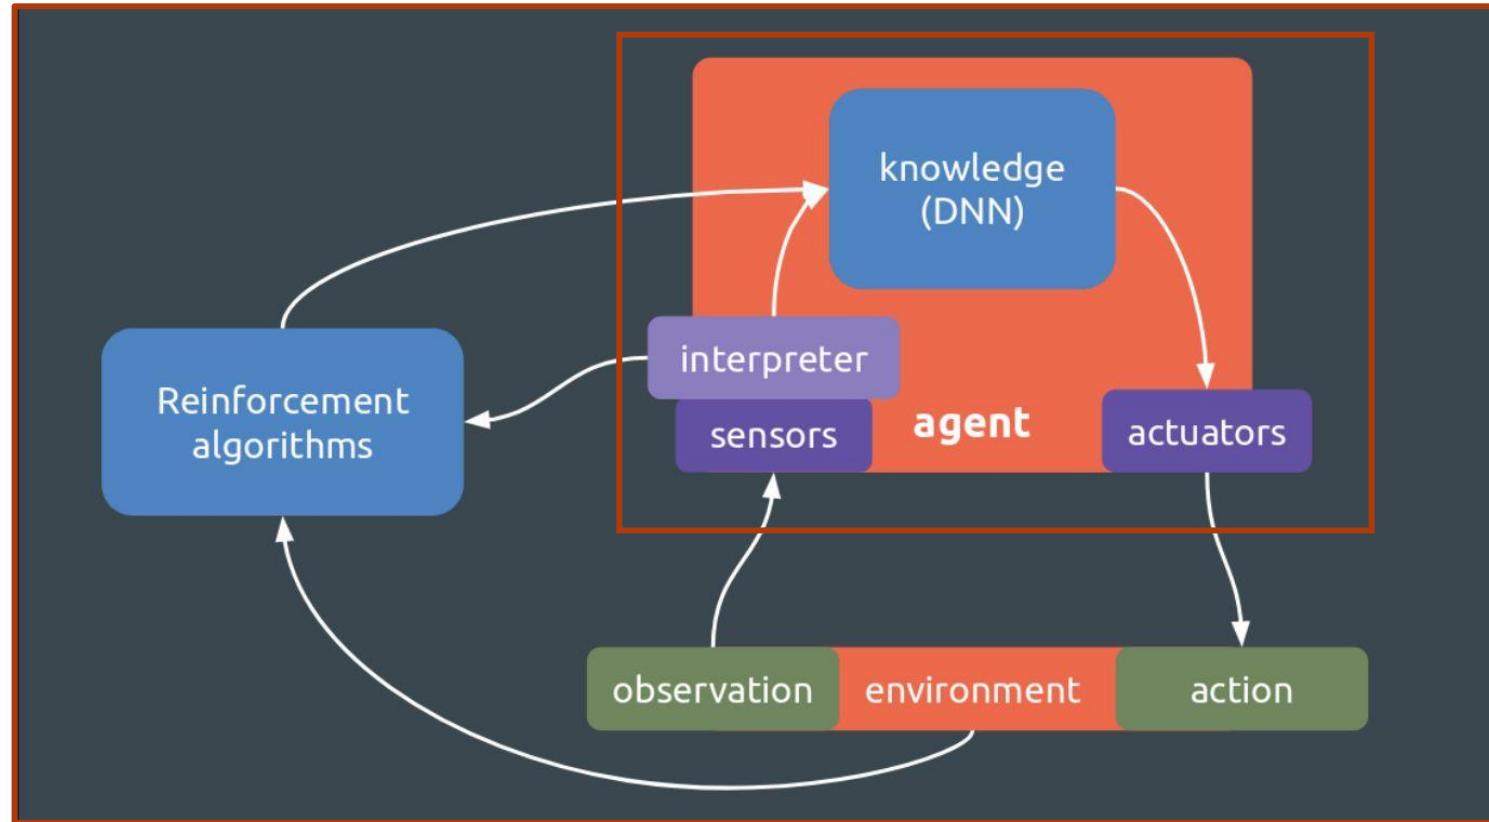 knowledge
(DNN)
interpreter
Reinforcement
algorithms
sensors
agent
actuators
observation
environment
action